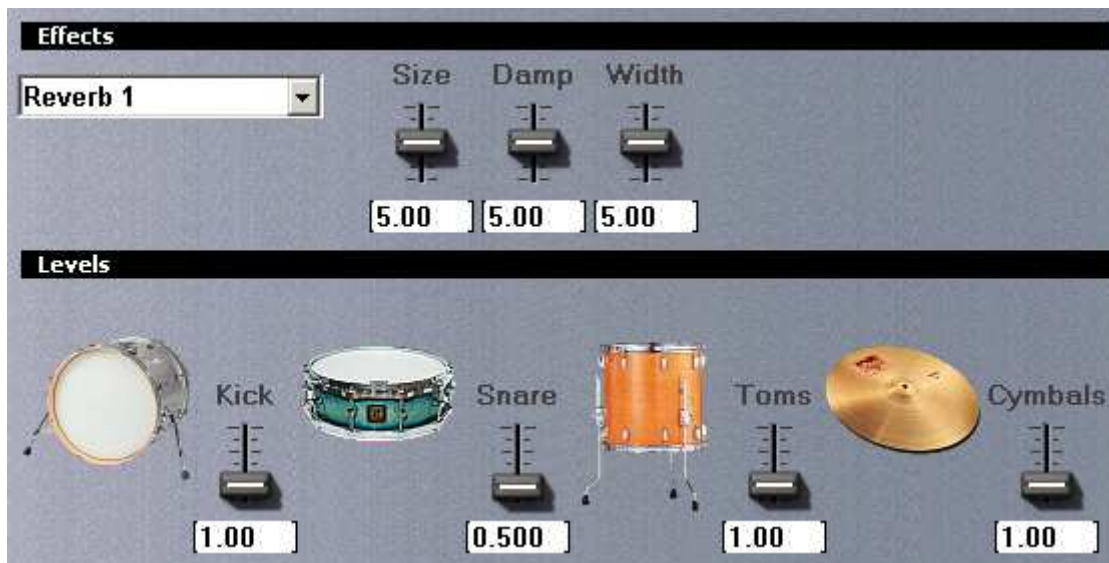 Effects
Reverb 1
Size Damp Width
5.00 5.00 5.00
Levels
Kick Snare Toms Cymbals
1.00 0.500 1.00 1.00